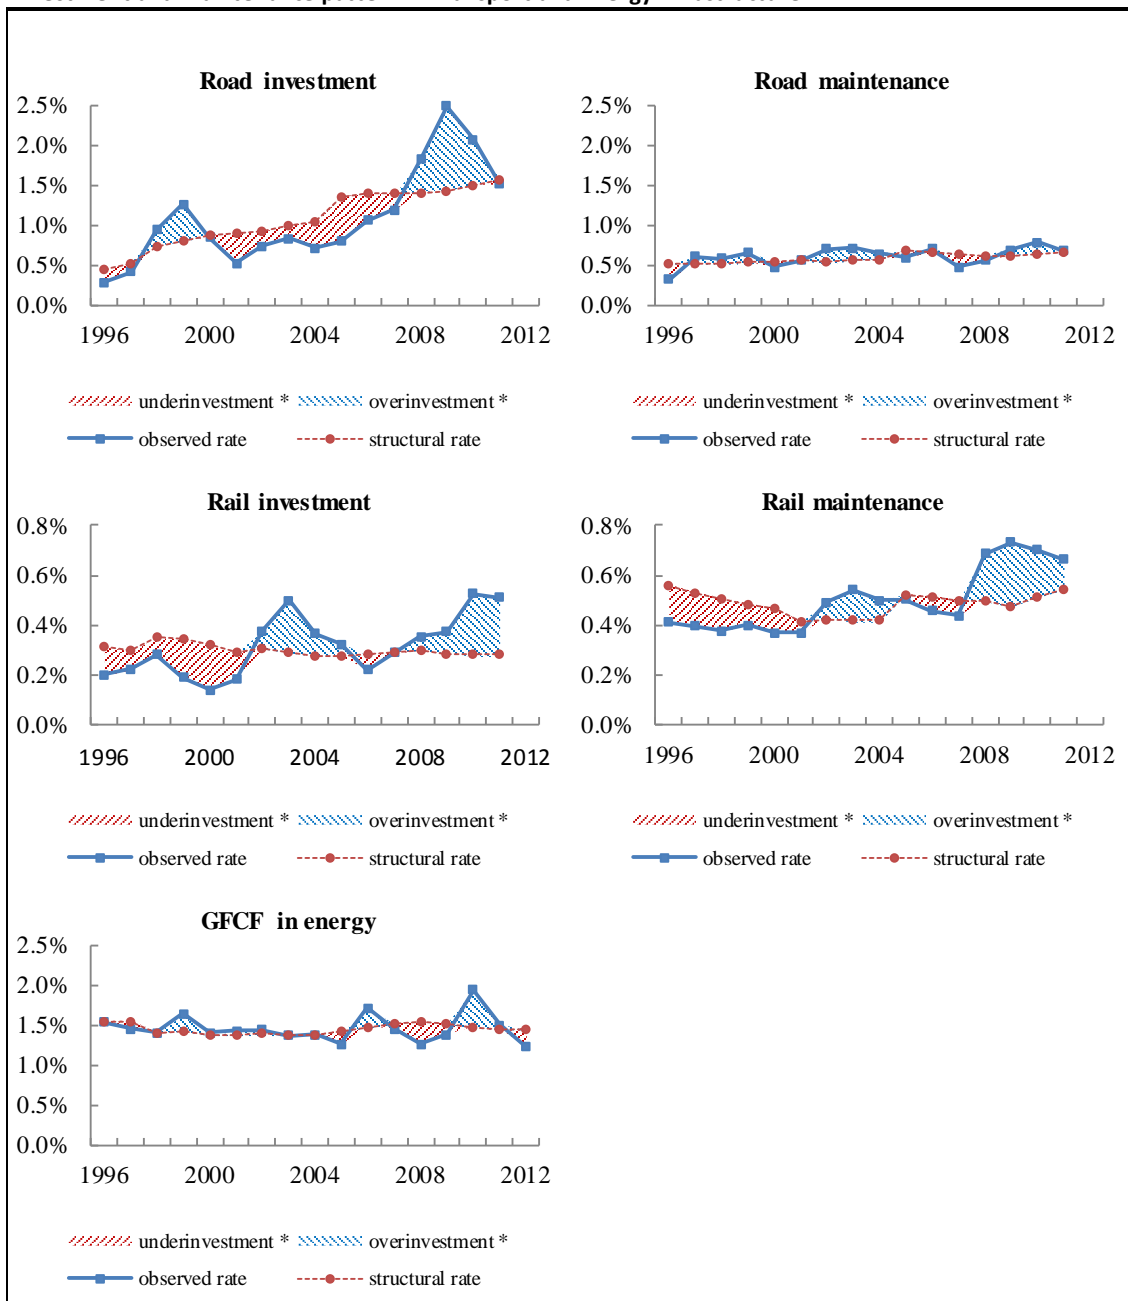 Road investment
2.5%
2.0%
1.5%
1.0%
0.5%
0.0%
1996 2000 2004 2008 2012
underinvestment * overinvestment *
observed rate structural rate
Road maintenance
2.5%
2.0%
1.5%
1.0%
0.5%
0.0%
1996 2000 2004 2008 2012
underinvestment * overinvestment *
observed rate structural rate
Rail investment
0.8%
0.6%
0.4%
0.2%
0.0%
1996 2000 2004 2008 2012
underinvestment * overinvestment *
observed rate structural rate
Rail maintenance
0.8%
0.6%
0.4%
0.2%
0.0%
1996 2000 2004 2008 2012
underinvestment * overinvestment *
observed rate structural rate
GFCF in energy
2.5%
2.0%
1.5%
1.0%
0.5%
0.0%
1996 2000 2004 2008 2012
underinvestment * overinvestment *
observed rate structural rate